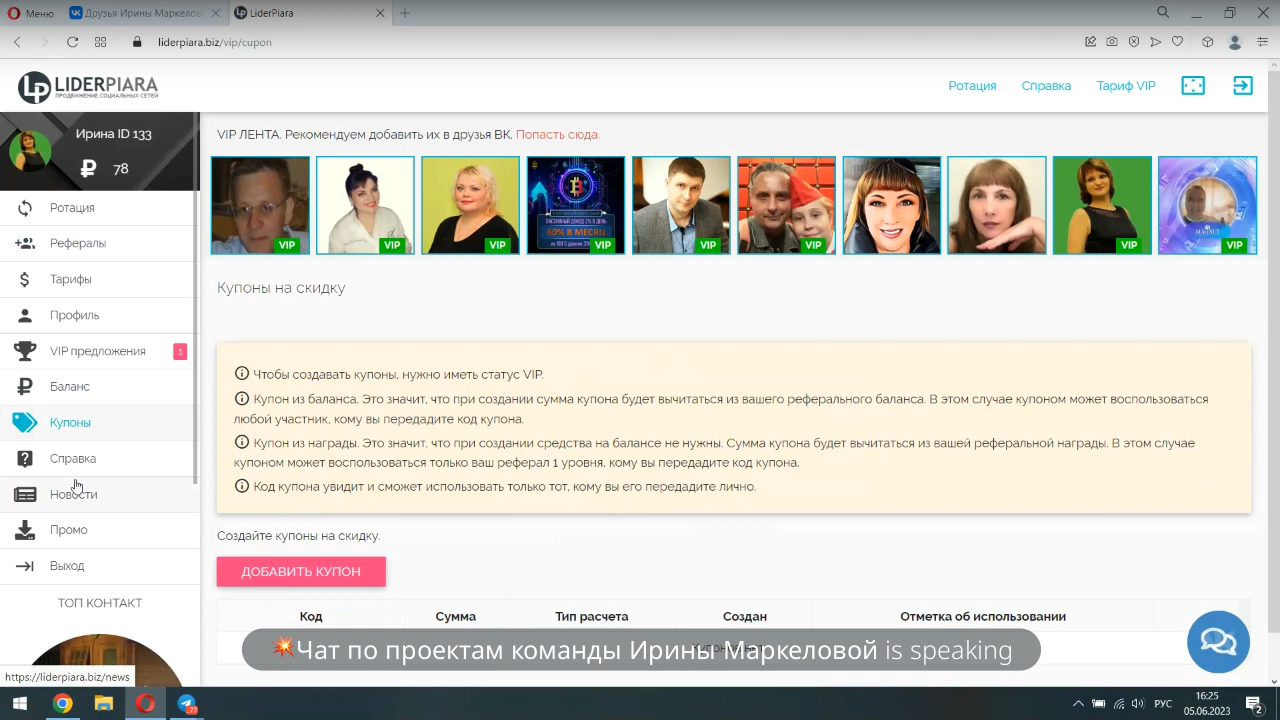 Меню
Друзья Ирины Маркелов
LiderPiara
liderpiara.biz/vip/cupon
LIDERPIARA
ПРОДВИЖЕНИЕ СОЦИАЛЬНЫХ СЕТЕЙ
Ротация
Справка
Тариф VIP
Ирина ID 133
78
Ротация
Рефералы
Тарифы
Профиль
VIP предложения
1
Баланс
Купоны
Справка
Новости
Промо
Выход
ТОП КОНТАКТ
https://liderpiara.biz/news
VIP ЛЕНТА. Рекомендуем добавить их в друзья ВК. Попасть сюда.
VIP
VIP
VIP
60% В МЕСЯЦ
VIP
VIP
VIP
VIP
VIP
Купоны на скидку
Чтобы создавать купоны, нужно иметь статус VIP.
Купон из баланса. Это значит, что при создании сумма купона будет вычитаться из вашего реферального баланса. В этом случае купоном может воспользоваться
любой участник, кому вы передадите код купона.
Купон из награды. Это значит, что при создании средства на балансе не нужны. Сумма купона будет вычитаться из вашей реферальной награды. В этом случае
купоном может воспользоваться только ваш реферал 1 уровня, кому вы передадите код купона.
Код купона увидит и сможет использовать только тот, кому вы его передадите лично.
Создайте купоны на скидку.
ДОБАВИТЬ КУПОН
Код
Сумма
Тип расчета
Создан
Отметка об использовании
Чат по проектам команды Ирины Маркеловой is speaking
РУС
16:25
05.06.2023
2